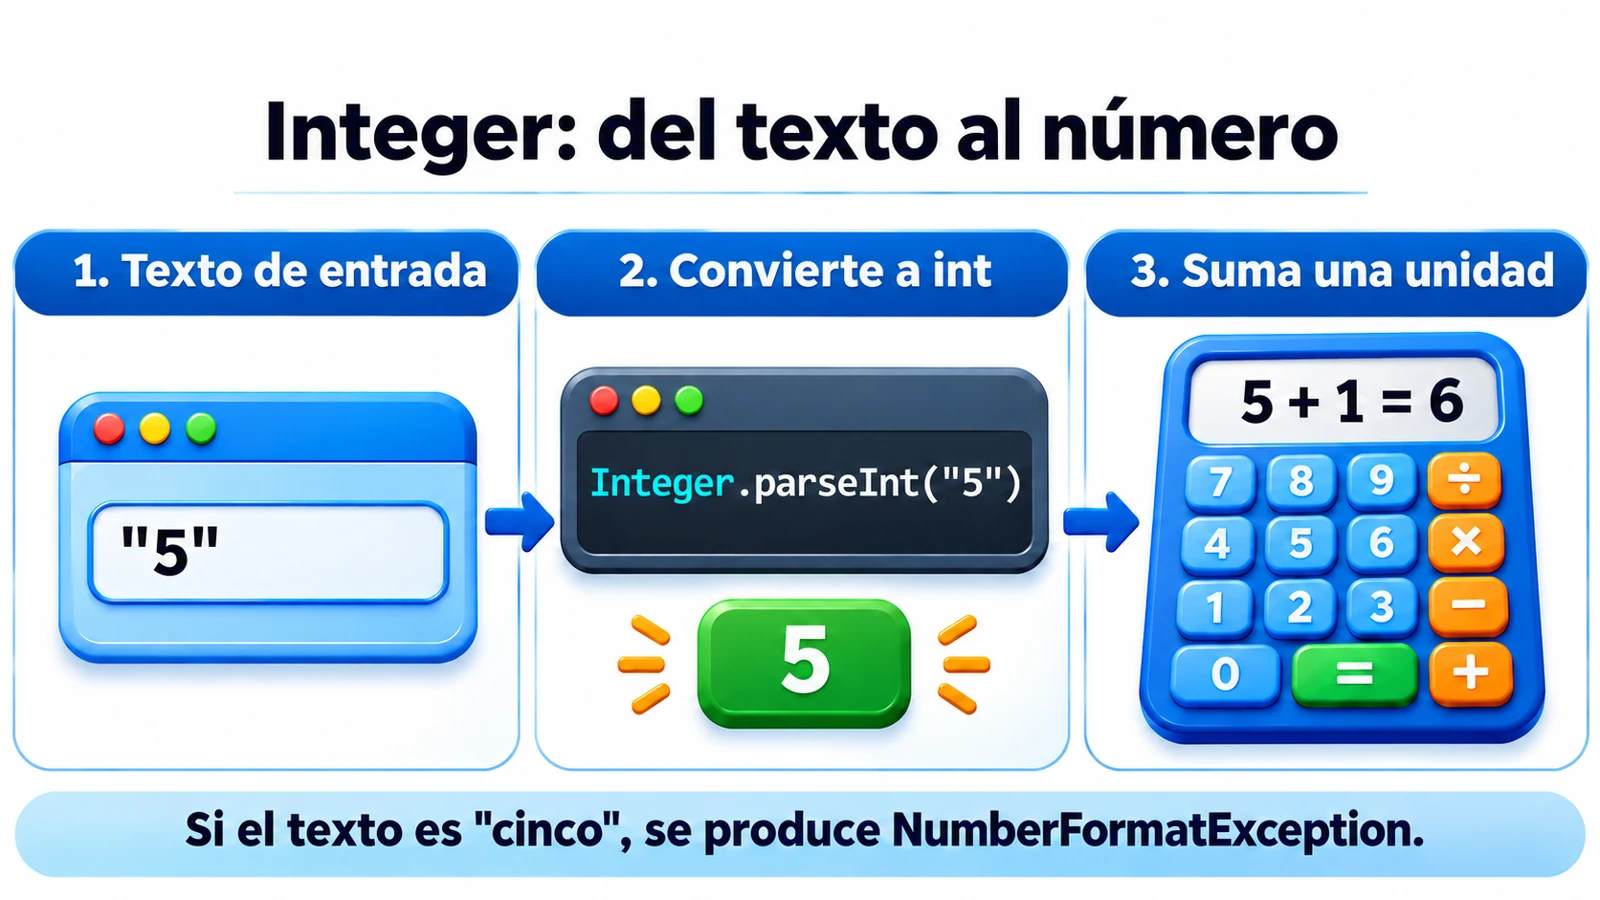 Integer: del texto al número
1. Texto de entrada
"5"
2. Convierte a int
Integer.parseInt("5")
5
3. Suma una unidad
5 + 1 = 6
7 8 9 ÷
4 5 6 ×
1 2 3 −
0 = +
Si el texto es "cinco", se produce NumberFormatException.